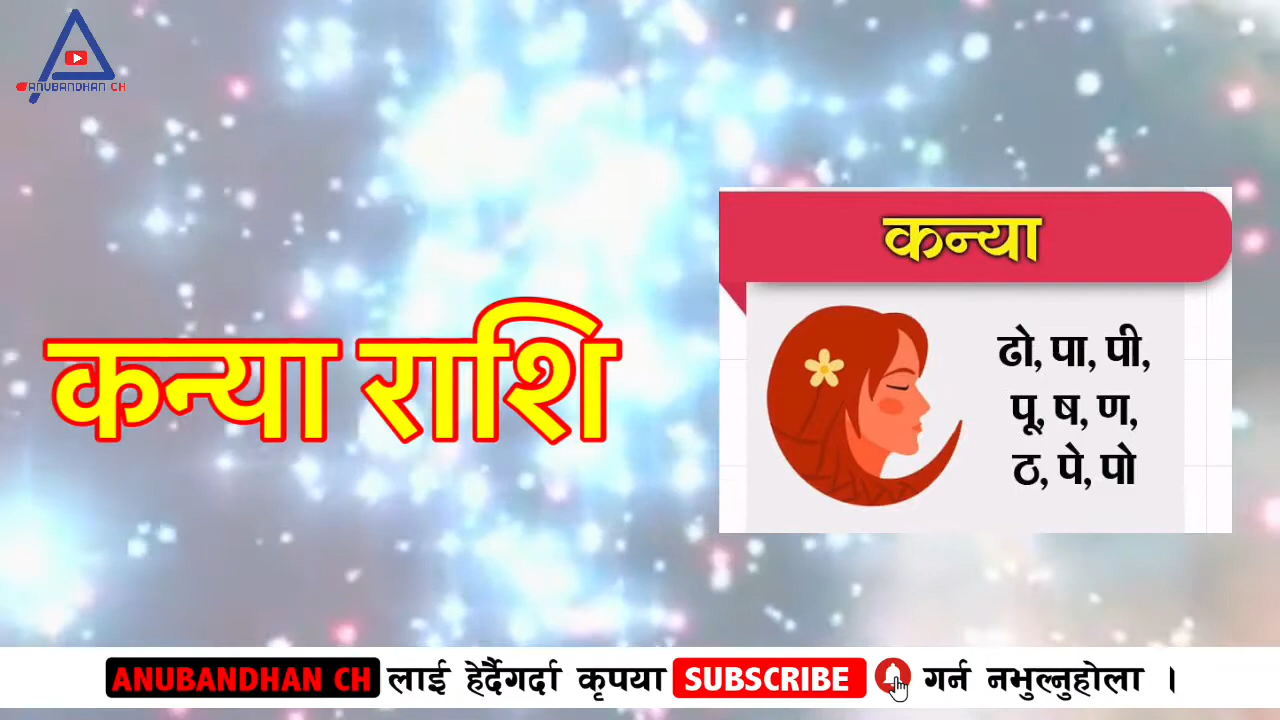 ANUBANDHAN CH
कन्या
कन्या राशि
ढो, पा, पी,
पू, ष, ण,
ठ, पे, पो
ANUBANDHAN CH लाई हेर्दैगर्दा कृपया SUBSCRIBE गर्न नभुल्नुहोला ।